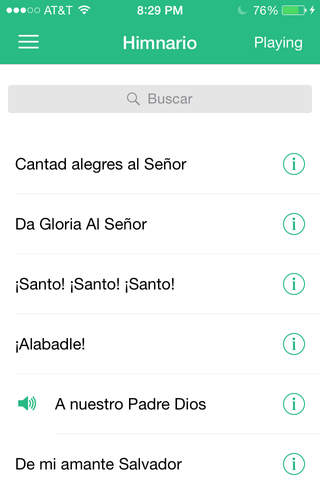 AT&T 8:29 PM 76%
Himnario Playing
Buscar
Cantad alegres al Señor
Da Gloria Al Señor
¡Santo! ¡Santo! ¡Santo!
¡Alabadle!
A nuestro Padre Dios
De mi amante Salvador